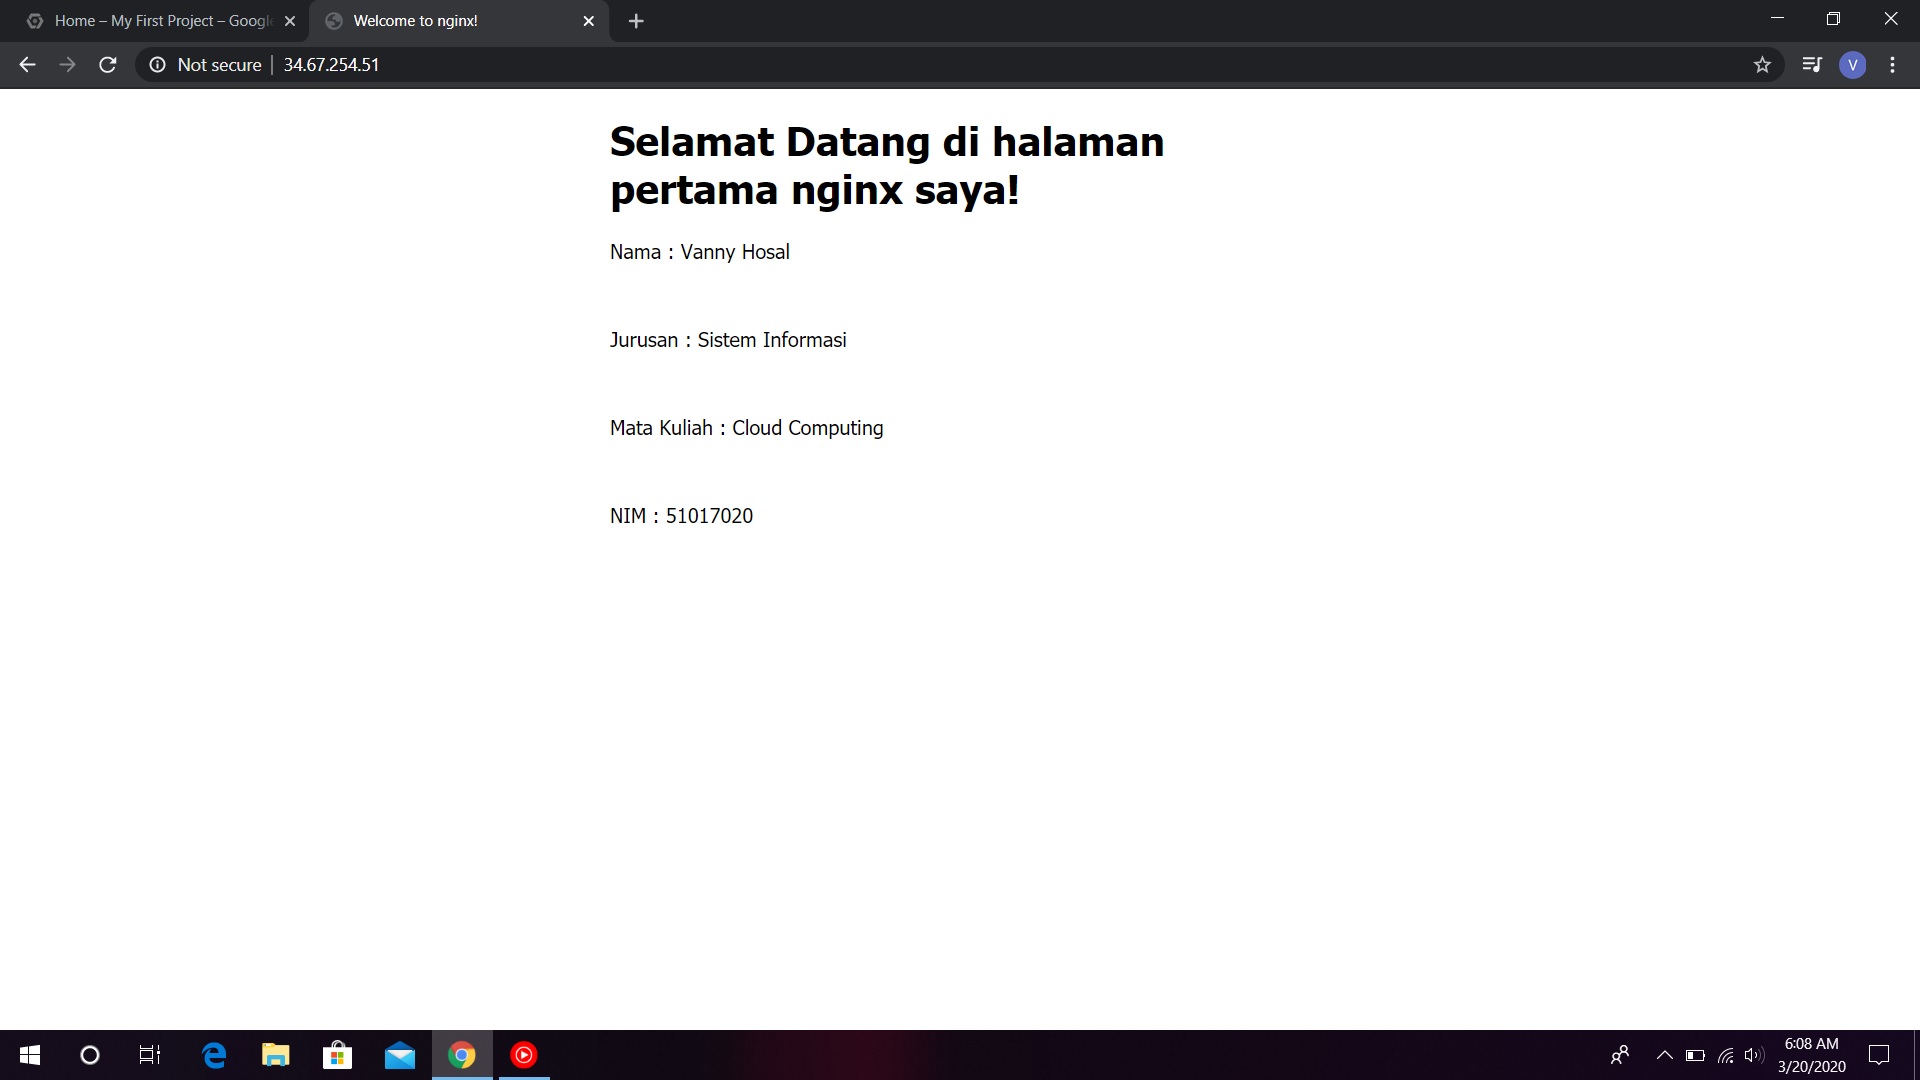 Home – My First Project – Google
Welcome to nginx!
Not secure
34.67.254.51
V
Selamat Datang di halaman
pertama nginx saya!
Nama : Vanny Hosal
Jurusan : Sistem Informasi
Mata Kuliah : Cloud Computing
NIM : 51017020
6:08 AM
3/20/2020